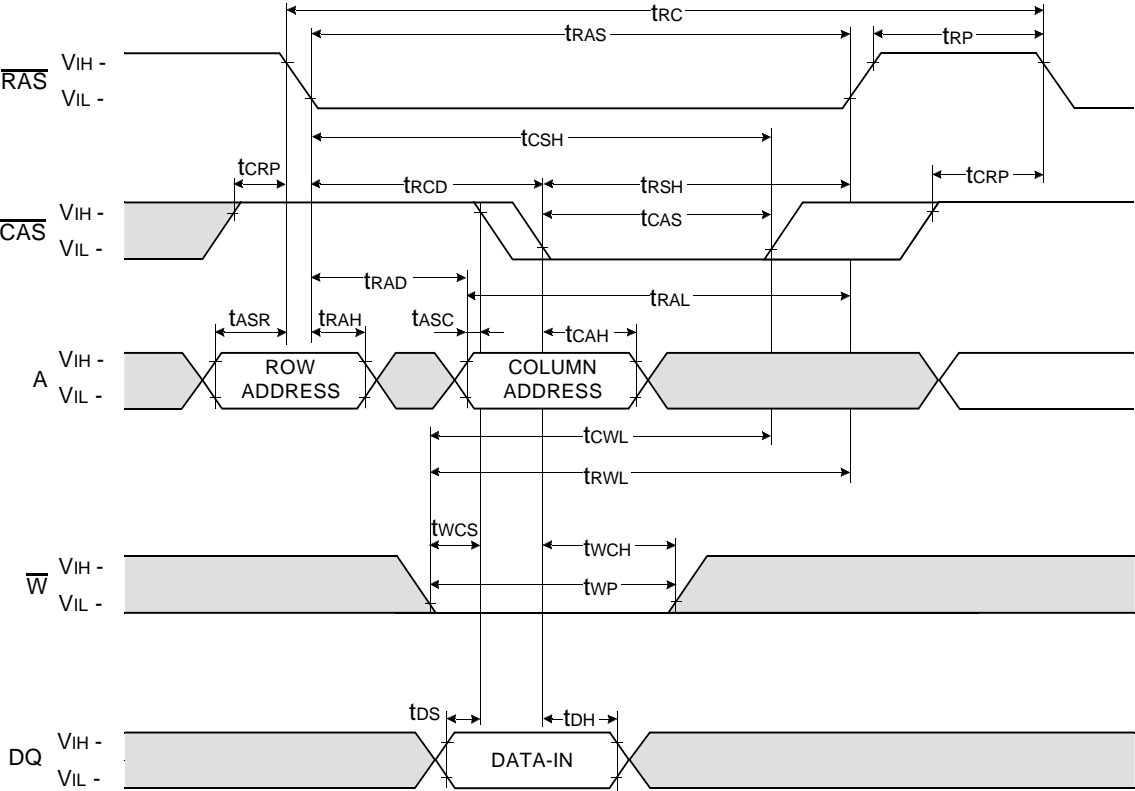 tRC
tRAS
tRP
RAS
VIH -
VIL -
tCSH
tCRP
tRCD
tRSH
tCRP
CAS
VIH -
VIL -
tCAS
tRAD
tRAL
tASR
tRAH
tASC
tCAH
A
VIH -
VIL -
ROW
ADDRESS
COLUMN
ADDRESS
tCWL
tRWL
tWCS
tWCH
W
VIH -
VIL -
tWP
tDS
tDH
DQ
VIH -
VIL -
DATA-IN